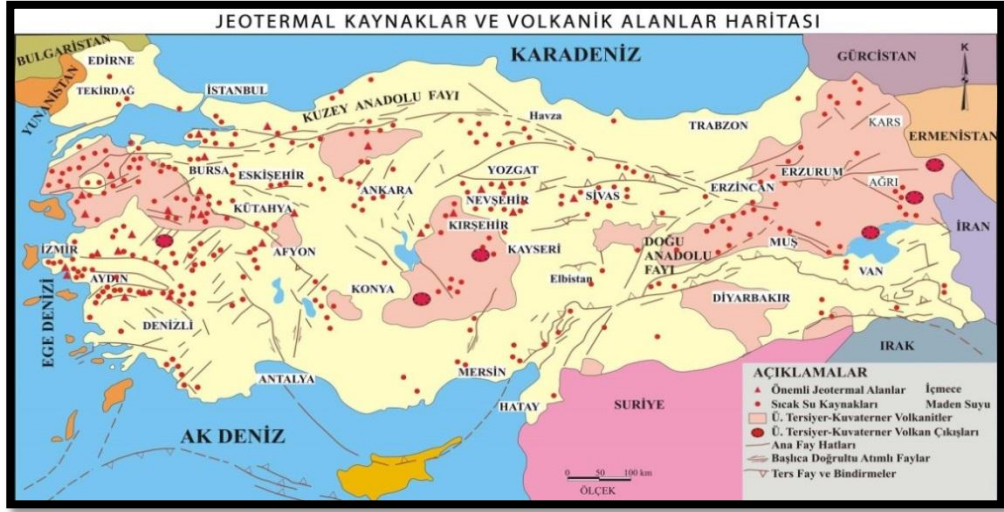 JEOTERMAL KAYNAKLAR VE VOLKANİK ALANLAR HARİTASI
BULGARİSTAN
YUNANİSTAN
EDİRNE
TEKİRDAĞ
İSTANBUL
KARADENİZ
GÜRCİSTAN
K
KUZEY ANADOLU FAYI
Havza
TRABZON
KARS
ERMENİSTAN
BURSA
ESKİŞEHİR
ANKARA
YOZGAT
NEVŞEHİR
SİVAS
ERZİNCAN
ERZURUM
AĞRI
KÜTAHYA
KIRŞEHİR
İRAN
İZMİR
AFYON
KAYSERİ
DOĞU
ANADOLU
FAYI
MUŞ
VAN
AYDIN
KONYA
Elbistan
DİYARBAKIR
EGE DENİZİ
DENİZLİ
IRAK
ANTALYA
MERSİN
HATAY
SURİYE
AK DENİZ
0 50 100 km
ÖLÇEK
AÇIKLAMALAR
Önemli Jeotermal Alanlar İçmece
Sıcak Su Kaynakları Maden Suyu
Ü. Tersiyer-Kuvaterner Volkanitler
Ü. Tersiyer-Kuvaterner Volkan Çıkışları
Ana Fay Hatları
Başlıca Doğrultu Atımlı Faylar
Ters Fay ve Bindirmeler